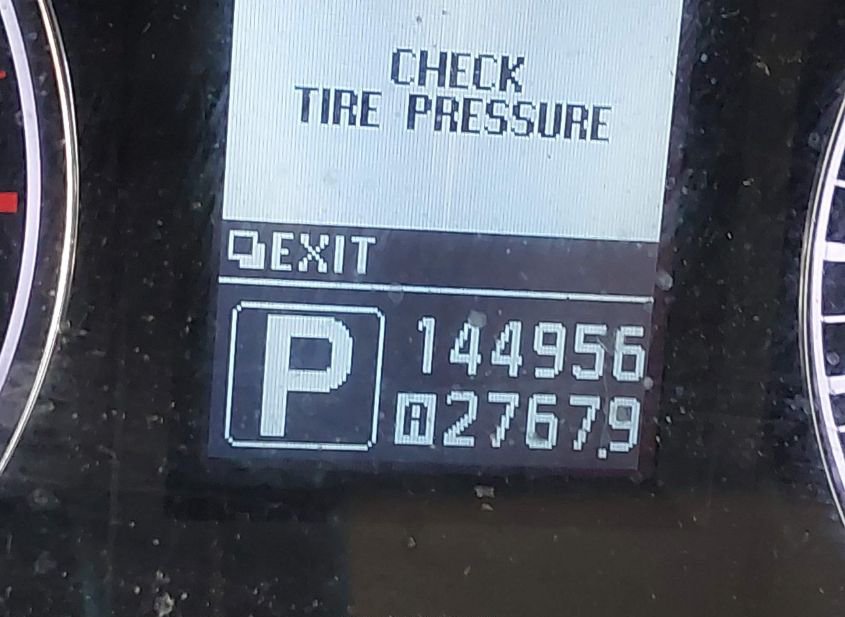 CHECK
TIRE PRESSURE
EXIT
P
144956
A 2767.9